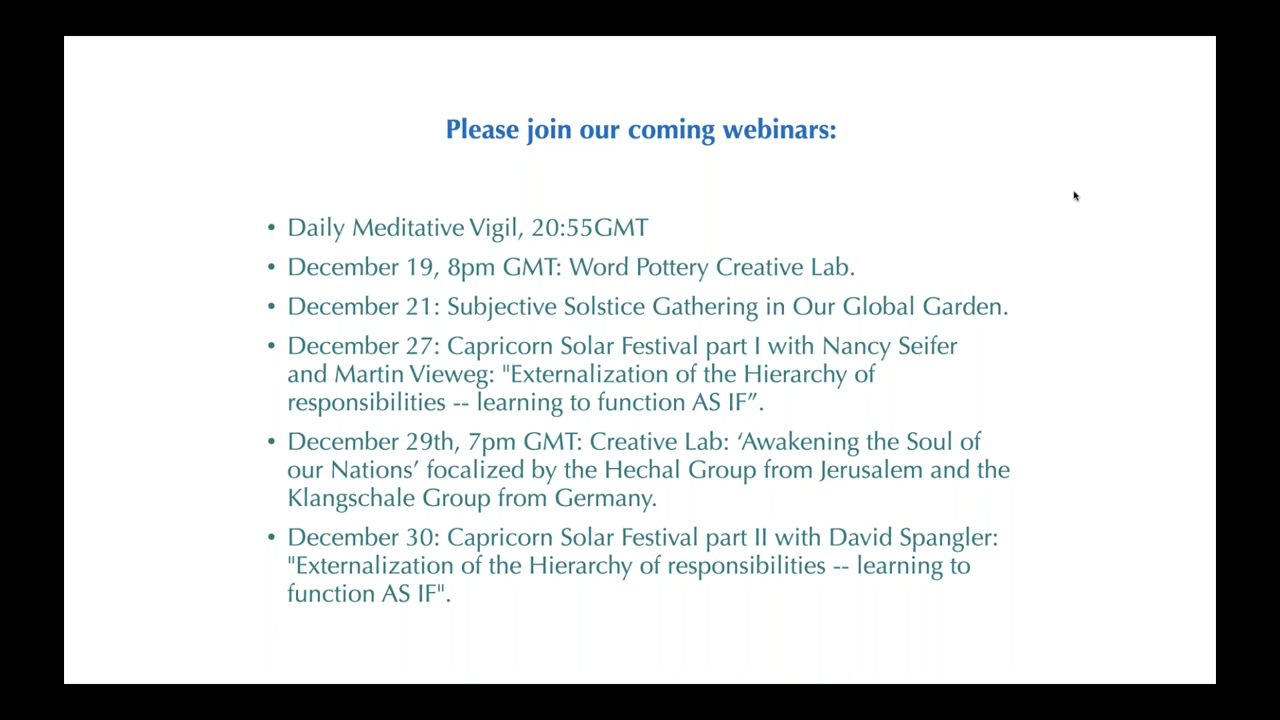 Please join our coming webinars:
• Daily Meditative Vigil, 20:55GMT
• December 19, 8pm GMT: Word Pottery Creative Lab.
• December 21: Subjective Solstice Gathering in Our Global Garden.
• December 27: Capricorn Solar Festival part I with Nancy Seifer
and Martin Vieweg: "Externalization of the Hierarchy of
responsibilities -- learning to function AS IF”.
• December 29th, 7pm GMT: Creative Lab: ‘Awakening the Soul of
our Nations’ focalized by the Hechal Group from Jerusalem and the
Klangschale Group from Germany.
• December 30: Capricorn Solar Festival part II with David Spangler:
"Externalization of the Hierarchy of responsibilities -- learning to
function AS IF".